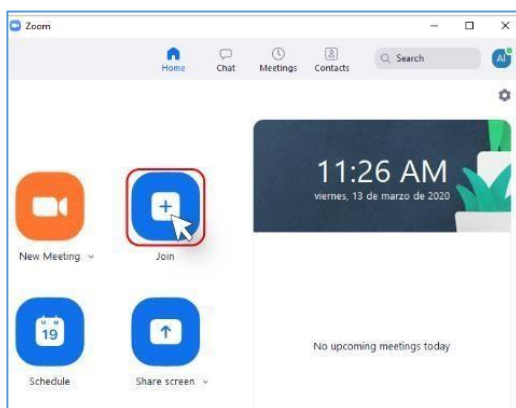 Zoom
Home Chat Meetings Contacts
Search
AI
11:26 AM
viernes, 13 de marzo de 2020
New Meeting
Join
19
Schedule
Share screen
No upcoming meetings today